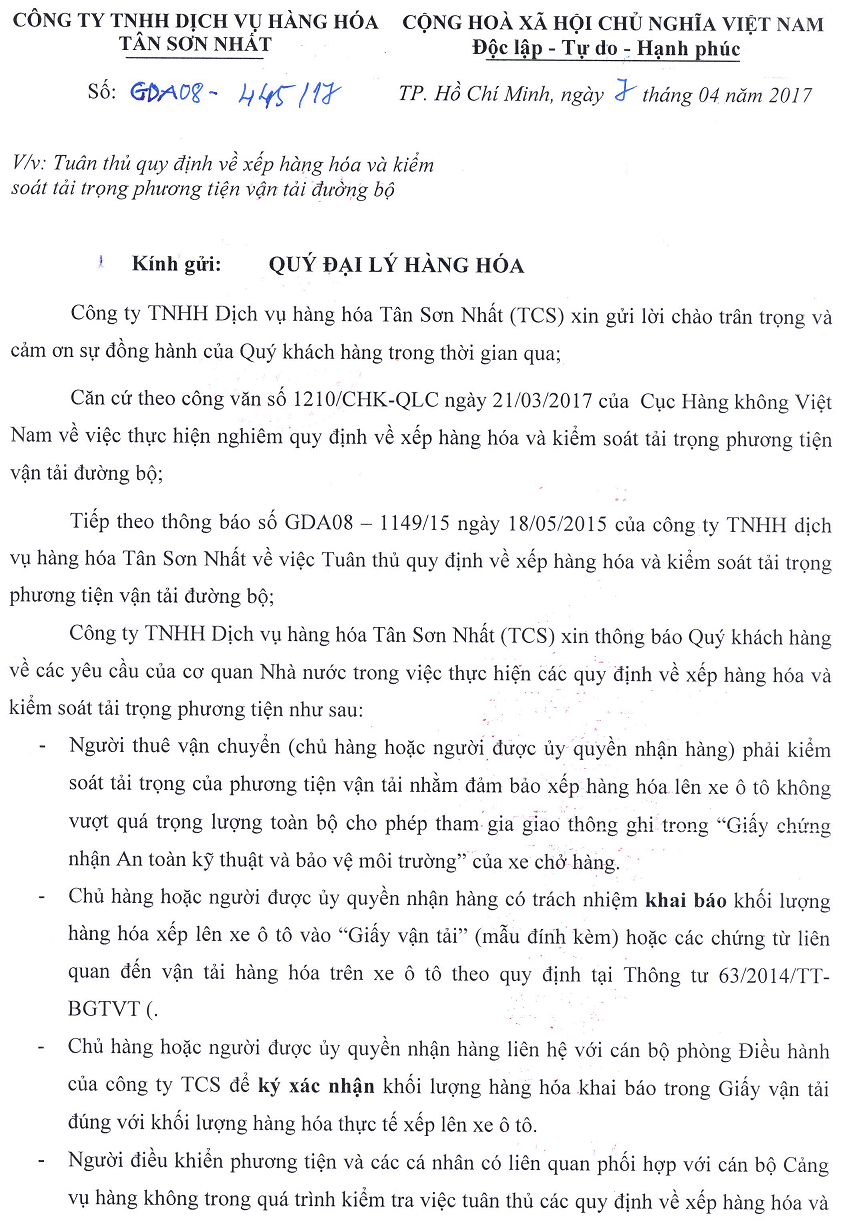 CÔNG TY TNHH DỊCH VỤ HÀNG HÓA
TÂN SƠN NHẤT
CỘNG HOÀ XÃ HỘI CHỦ NGHĨA VIỆT NAM
Độc lập - Tự do - Hạnh phúc
Số: GDA08 - 445/17
TP. Hồ Chí Minh, ngày 7 tháng 04 năm 2017
V/v: Tuân thủ quy định về xếp hàng hóa và kiểm
soát tải trọng phương tiện vận tải đường bộ
Kính gửi: QUÝ ĐẠI LÝ HÀNG HÓA
Công ty TNHH Dịch vụ hàng hóa Tân Sơn Nhất (TCS) xin gửi lời chào trân trọng và
cảm ơn sự đồng hành của Quý khách hàng trong thời gian qua;
Căn cứ theo công văn số 1210/CHK-QLC ngày 21/03/2017 của Cục Hàng không Việt
Nam về việc thực hiện nghiêm quy định về xếp hàng hóa và kiểm soát tải trọng phương tiện
vận tải đường bộ;
Tiếp theo thông báo số GDA08 – 1149/15 ngày 18/05/2015 của công ty TNHH dịch
vụ hàng hóa Tân Sơn Nhất về việc Tuân thủ quy định về xếp hàng hóa và kiểm soát tải trọng
phương tiện vận tải đường bộ;
Công ty TNHH Dịch vụ hàng hóa Tân Sơn Nhất (TCS) xin thông báo Quý khách hàng
về các yêu cầu của cơ quan Nhà nước trong việc thực hiện các quy định về xếp hàng hóa và
kiểm soát tải trọng phương tiện như sau:
- Người thuê vận chuyển (chủ hàng hoặc người được ủy quyền nhận hàng) phải kiểm
soát tải trọng của phương tiện vận tải nhằm đảm bảo xếp hàng hóa lên xe ô tô không
vượt quá trọng lượng toàn bộ cho phép tham gia giao thông ghi trong “Giấy chứng
nhận An toàn kỹ thuật và bảo vệ môi trường” của xe chở hàng.
- Chủ hàng hoặc người được ủy quyền nhận hàng có trách nhiệm khai báo khối lượng
hàng hóa xếp lên xe ô tô vào “Giấy vận tải” (mẫu đính kèm) hoặc các chứng từ liên
quan đến vận tải hàng hóa trên xe ô tô theo quy định tại Thông tư 63/2014/TT-
BGTVT (.
- Chủ hàng hoặc người được ủy quyền nhận hàng liên hệ với cán bộ phòng Điều hành
của công ty TCS để ký xác nhận khối lượng hàng hóa khai báo trong Giấy vận tải
đúng với khối lượng hàng hóa thực tế xếp lên xe ô tô.
- Người điều khiển phương tiện và các cá nhân có liên quan phối hợp với cán bộ Cảng
vụ hàng không trong quá trình kiểm tra việc tuân thủ các quy định về xếp hàng hóa và